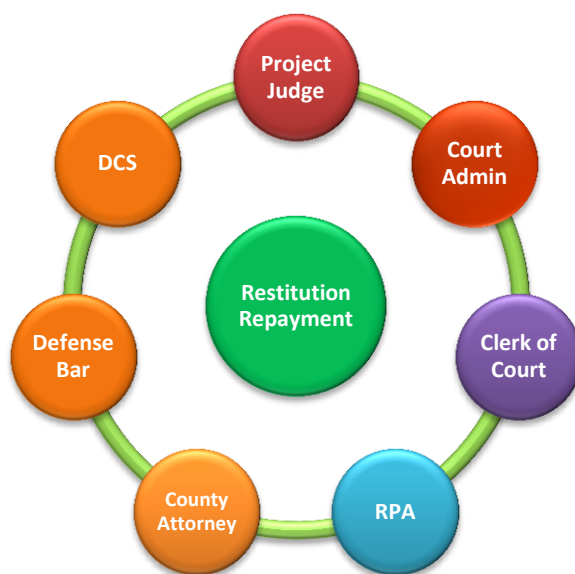 Project
Judge
Court
Admin
Clerk of
Court
RPA
County
Attorney
Defense
Bar
DCS
Restitution
Repayment